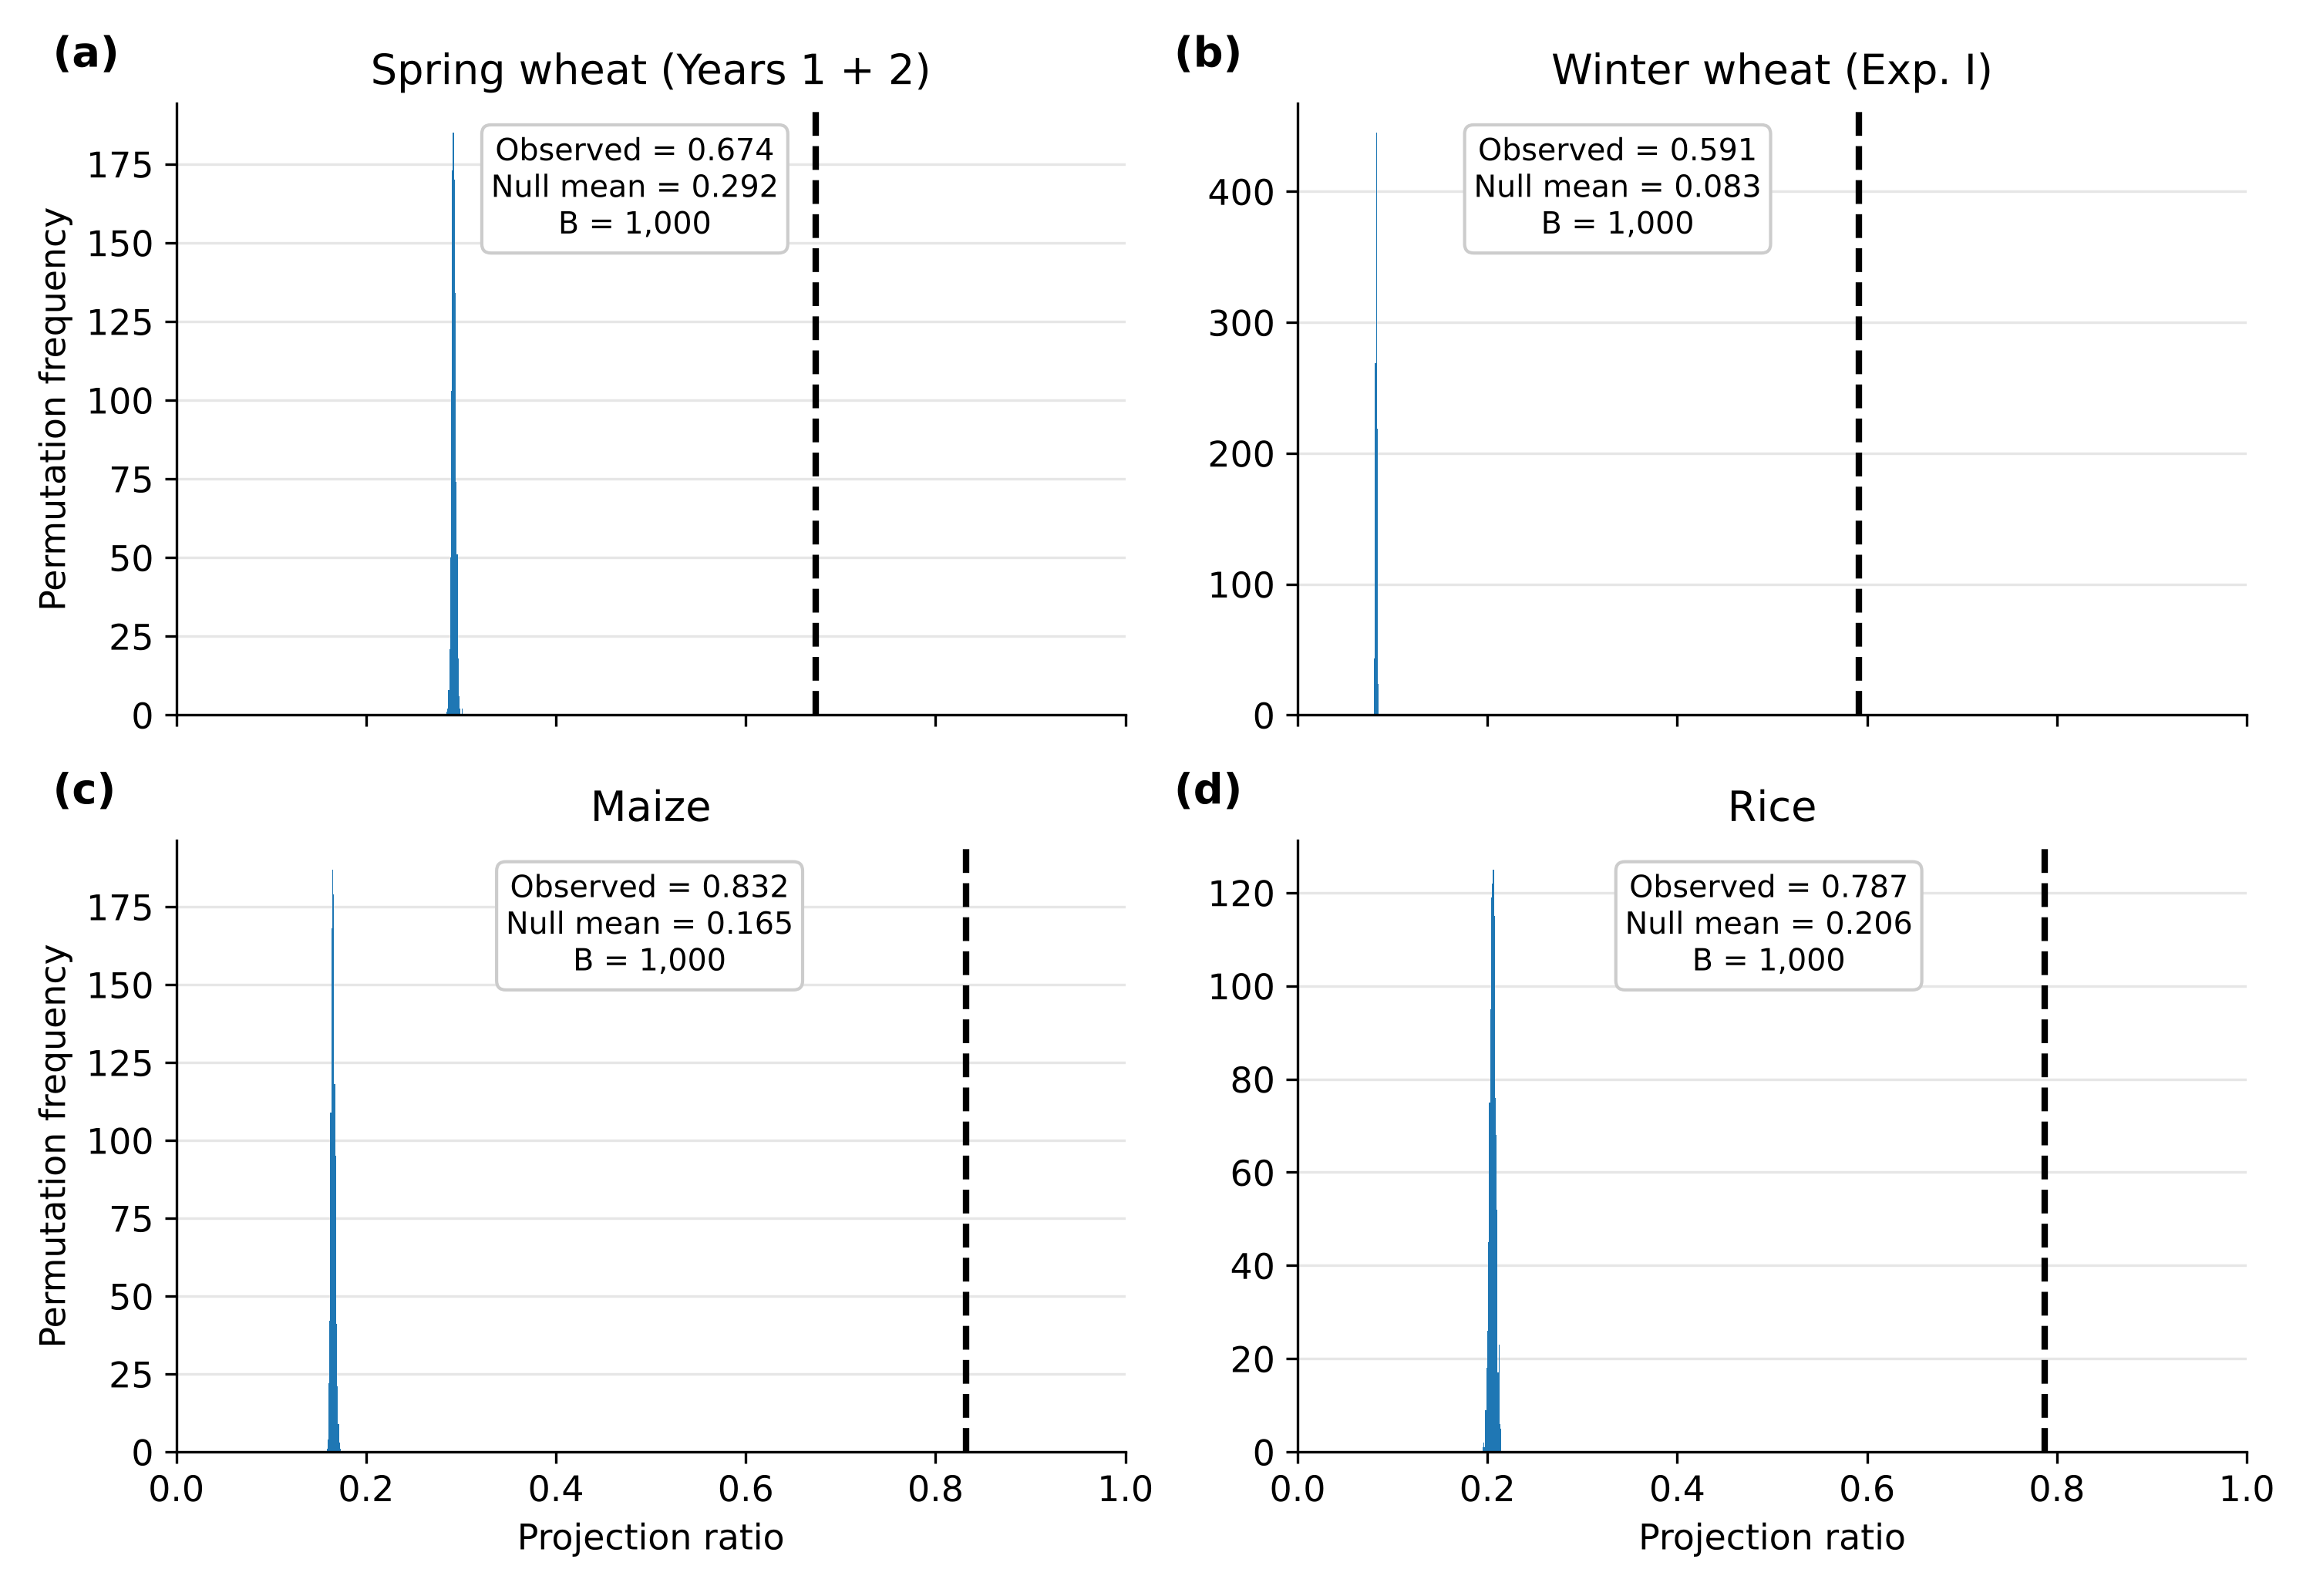 (a)
Spring wheat (Years 1 + 2)
Observed = 0.674
Null mean = 0.292
B = 1,000
Permutation frequency
175
150
125
100
75
50
25
0
(b)
Winter wheat (Exp. I)
Observed = 0.591
Null mean = 0.083
B = 1,000
400
300
200
100
0
(c)
Maize
Observed = 0.832
Null mean = 0.165
B = 1,000
Permutation frequency
175
150
125
100
75
50
25
0
0.0 0.2 0.4 0.6 0.8 1.0
Projection ratio
(d)
Rice
Observed = 0.787
Null mean = 0.206
B = 1,000
120
100
80
60
40
20
0
0.0 0.2 0.4 0.6 0.8 1.0
Projection ratio